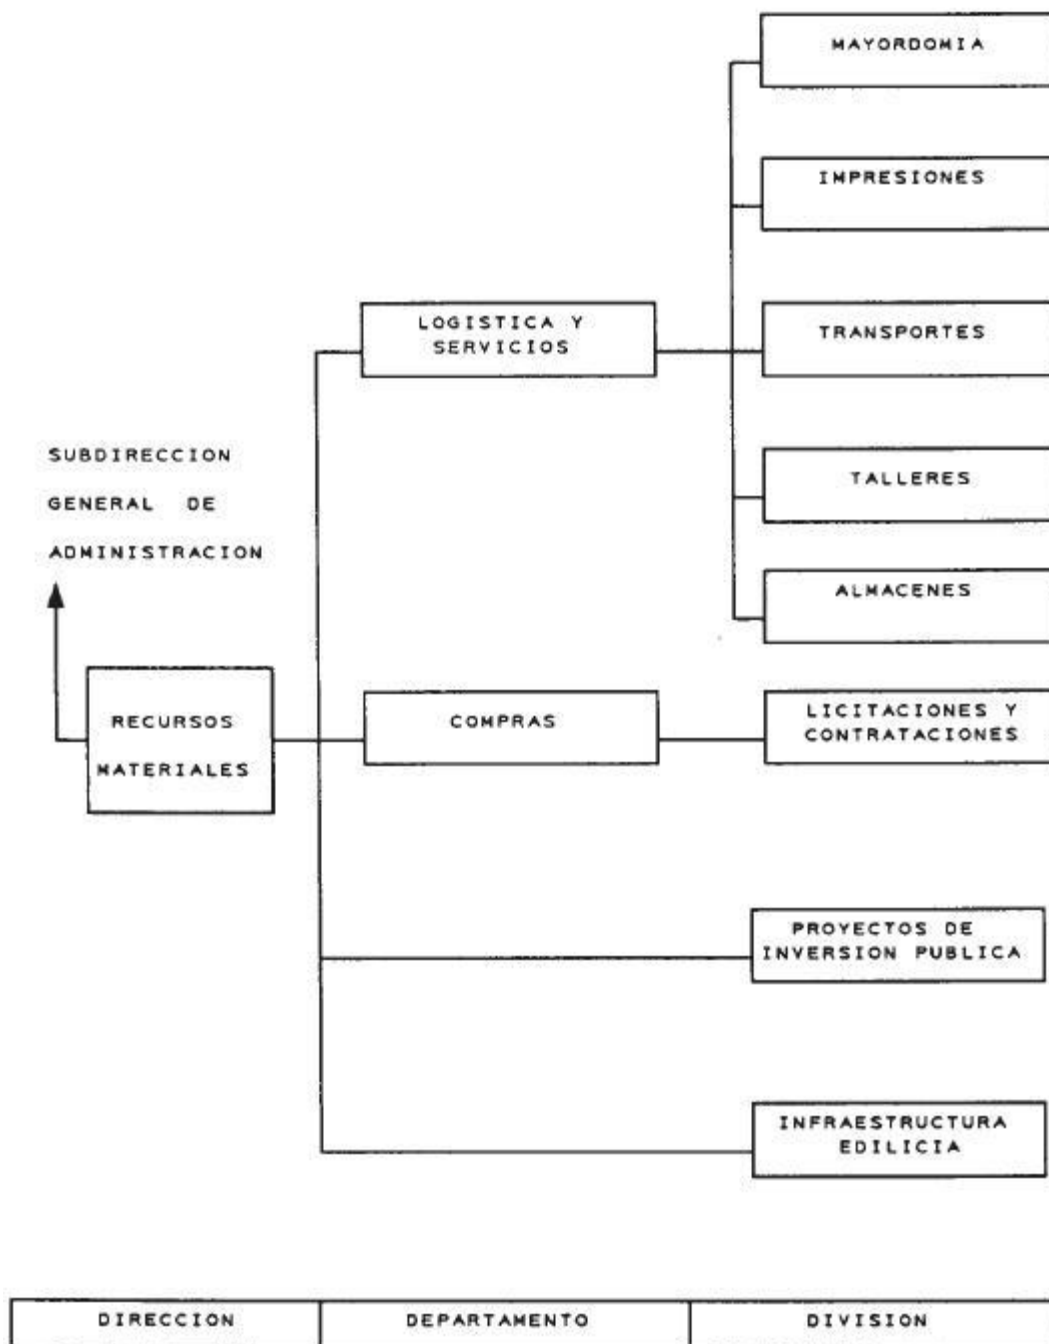 MAYORDOMIA
IMPRESIONES
LOGISTICA Y
SERVICIOS
TRANSPORTES
SUBDIRECCION
GENERAL DE
ADMINISTRACION
TALLERES
ALMACENES
RECURSOS
MATERIALES
COMPRAS
LICITACIONES Y
CONTRATACIONES
PROYECTOS DE
INVERSION PUBLICA
INFRAESTRUCTURA
EDILICIA
DIRECCION
DEPARTAMENTO
DIVISION